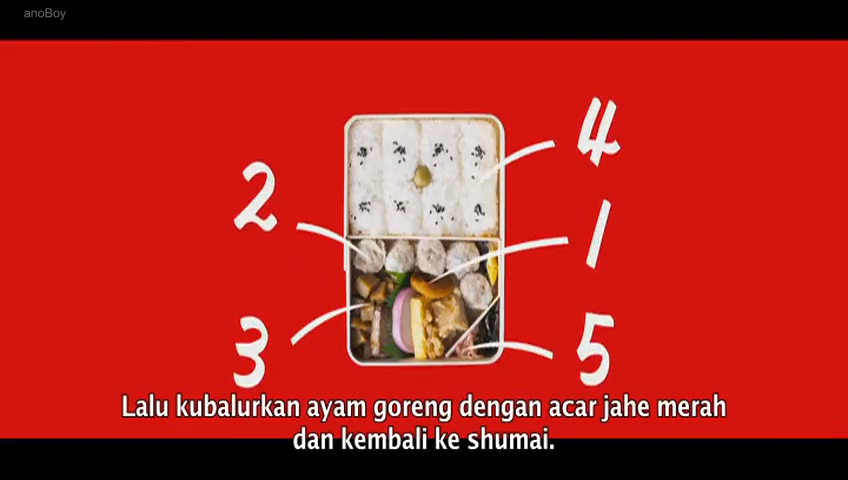 anoBoy
4
2
1
3
5
Lalu kubalurkan ayam goreng dengan acar jahe merah
dan kembali ke shumai.